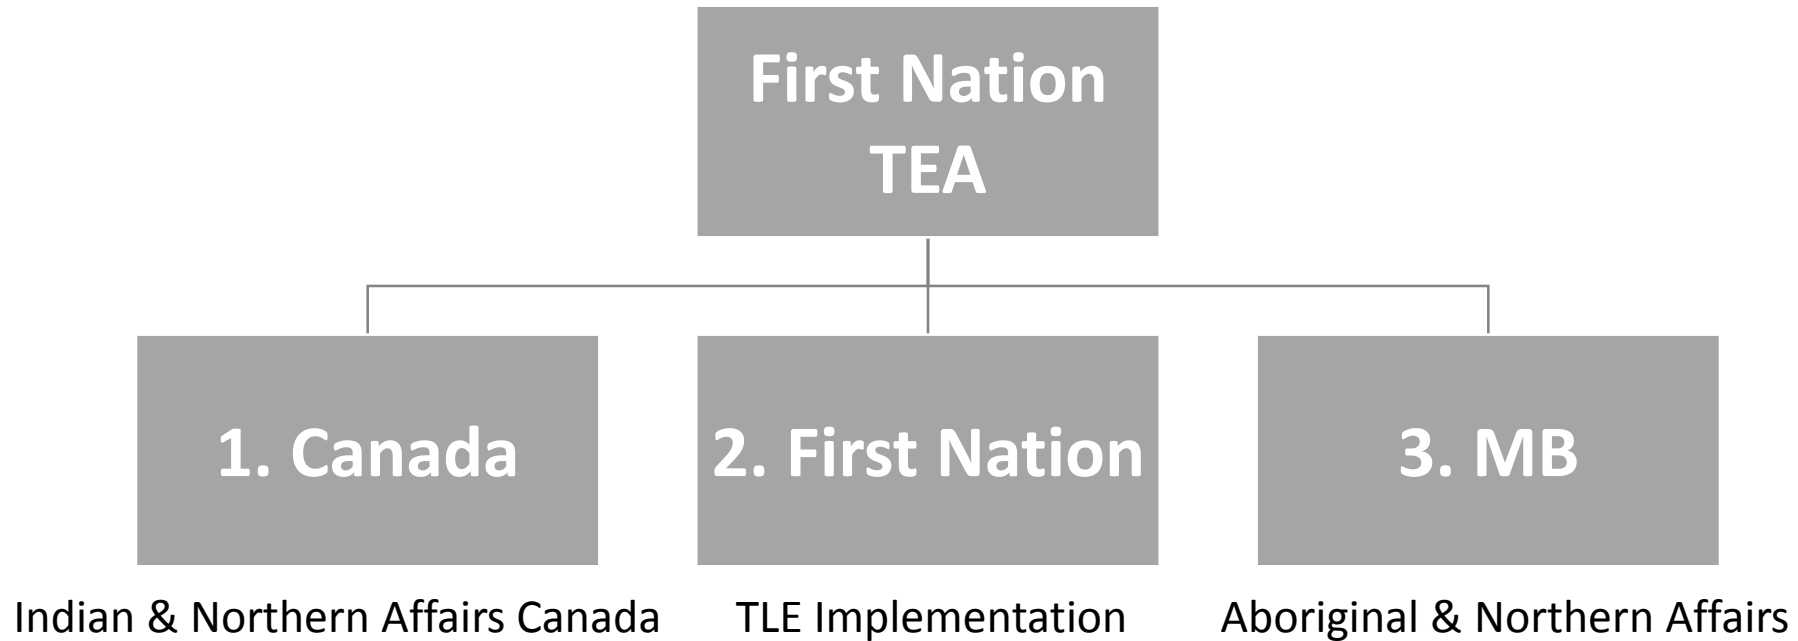 First Nation
TEA
1. Canada
2. First Nation
3. MB
Indian & Northern Affairs Canada
TLE Implementation
Aboriginal & Northern Affairs